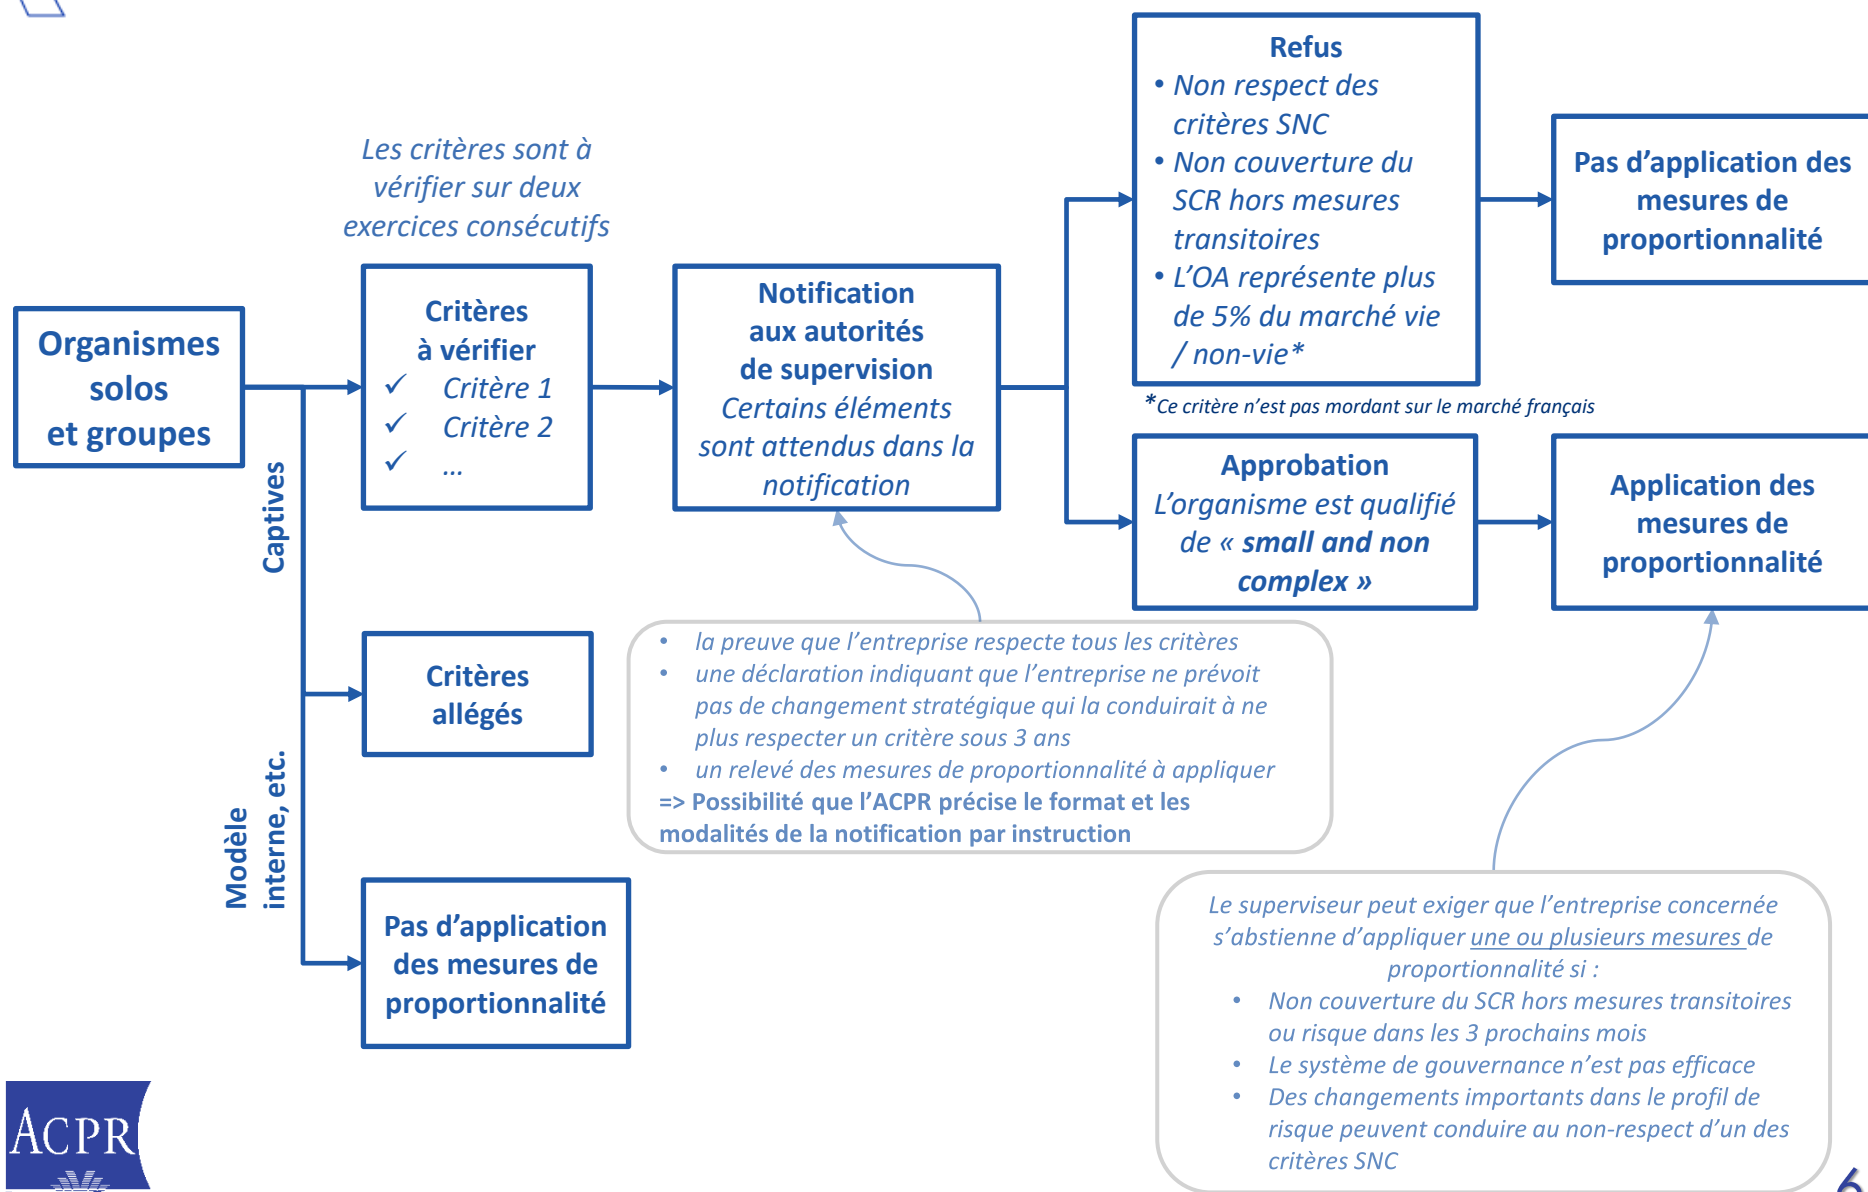 Les critères sont à
vérifier sur deux
exercices consécutifs
Organismes
solos
et groupes
Captives
Modèle
interne, etc.
Critères
à vérifier
✓ Critère 1
✓ Critère 2
✓ ...
Critères
allégés
Pas d’application
des mesures de
proportionnalité
Notification
aux autorités
de supervision
Certains éléments
sont attendus dans la
notification
• la preuve que l’entreprise respecte tous les critères
• une déclaration indiquant que l’entreprise ne prévoit
pas de changement stratégique qui la conduirait à ne
plus respecter un critère sous 3 ans
• un relevé des mesures de proportionnalité à appliquer
=> Possibilité que l’ACPR précise le format et les
modalités de la notification par instruction
Refus
• Non respect des
critères SNC
• Non couverture du
SCR hors mesures
transitoires
• L’OA représente plus
de 5% du marché vie
/ non-vie*
*Ce critère n’est pas mordant sur le marché français
Pas d’application des
mesures de
proportionnalité
Approbation
L’organisme est qualifié
de « small and non
complex »
Application des
mesures de
proportionnalité
Le superviseur peut exiger que l’entreprise concernée
s’abstienne d’appliquer une ou plusieurs mesures de
proportionnalité si :
• Non couverture du SCR hors mesures transitoires
ou risque dans les 3 prochains mois
• Le système de gouvernance n’est pas efficace
• Des changements importants dans le profil de
risque peuvent conduire au non-respect d’un des
critères SNC
ACPR
6